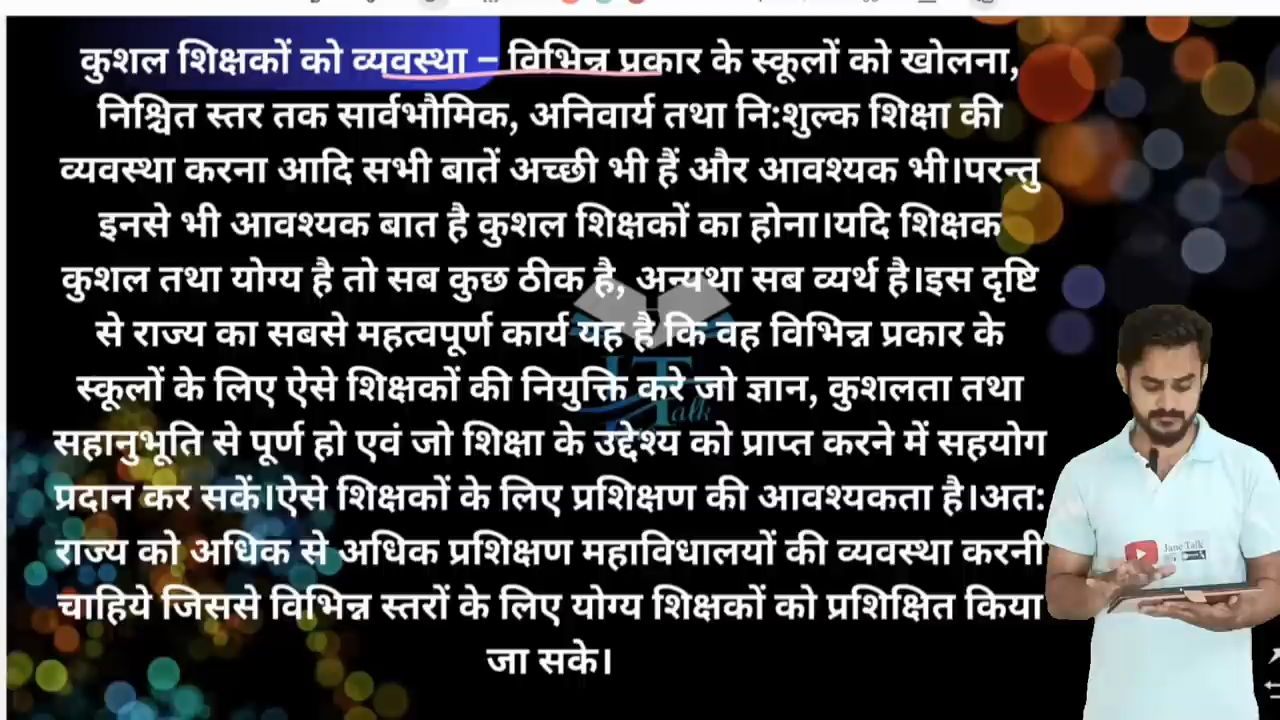 कुशल शिक्षकों को व्यवस्था – विभिन्न प्रकार के स्कूलों को खोलना,
निश्चित स्तर तक सार्वभौमिक, अनिवार्य तथा नि:शुल्क शिक्षा की
व्यवस्था करना आदि सभी बातें अच्छी भी हैं और आवश्यक भी।परन्तु
इनसे भी आवश्यक बात है कुशल शिक्षकों का होना।यदि शिक्षक
कुशल तथा योग्य है तो सब कुछ ठीक है, अन्यथा सब व्यर्थ है।इस दृष्टि
से राज्य का सबसे महत्वपूर्ण कार्य यह है कि वह विभिन्न प्रकार के
स्कूलों के लिए ऐसे शिक्षकों की नियुक्ति करे जो ज्ञान, कुशलता तथा
सहानुभूति से पूर्ण हो एवं जो शिक्षा के उद्देश्य को प्राप्त करने में सहयोग
प्रदान कर सकें।ऐसे शिक्षकों के लिए प्रशिक्षण की आवश्यकता है।अत:
राज्य को अधिक से अधिक प्रशिक्षण महाविधालयों की व्यवस्था करनी
चाहिये जिससे विभिन्न स्तरों के लिए योग्य शिक्षकों को प्रशिक्षित किया
जा सके।
Talk
Jane Talk